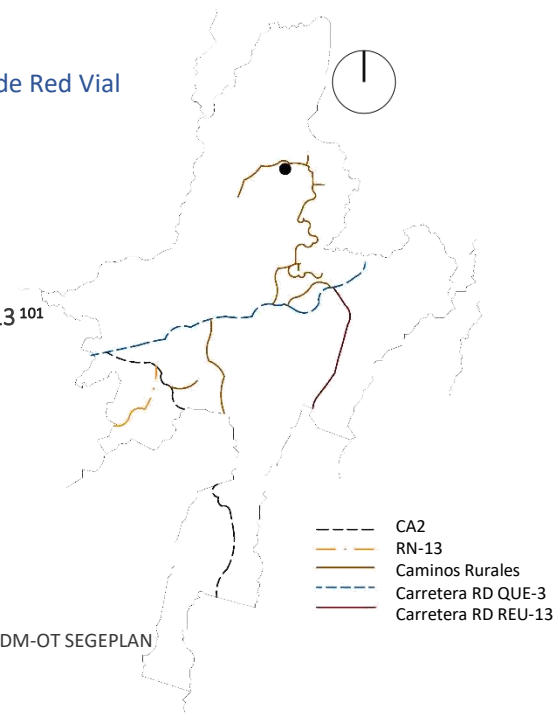 de Red Vial
13 101
CA2
RN-13
Caminos Rurales
Carretera RD QUE-3
Carretera RD REU-13
DM-OT SEGEPLAN